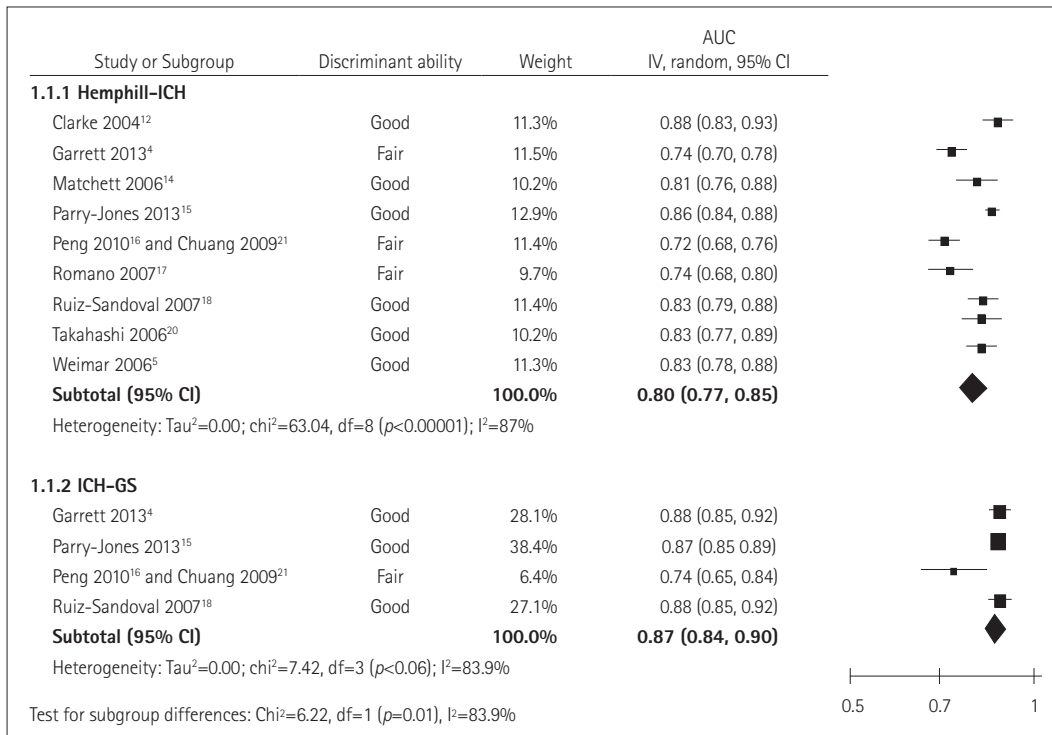 AUC
Study or Subgroup Discriminant ability Weight IV, random, 95% CI
1.1.1 Hemphill-ICH
Clarke 2004¹² Good 11.3% 0.88 (0.83, 0.93)
Garrett 2013⁴ Fair 11.5% 0.74 (0.70, 0.78)
Matchett 2006¹⁴ Good 10.2% 0.81 (0.76, 0.88)
Parry-Jones 2013¹⁵ Good 12.9% 0.86 (0.84, 0.88)
Peng 2010¹⁶ and Chuang 2009²¹ Fair 11.4% 0.72 (0.68, 0.76)
Romano 2007¹⁷ Fair 9.7% 0.74 (0.68, 0.80)
Ruiz-Sandoval 2007¹⁸ Good 11.4% 0.83 (0.79, 0.88)
Takahashi 2006²⁰ Good 10.2% 0.83 (0.77, 0.89)
Weimar 2006⁵ Good 11.3% 0.83 (0.78, 0.88)
Subtotal (95% CI) 100.0% 0.80 (0.77, 0.85)
Heterogeneity: Tau²=0.00; chi²=63.04, df=8 (p<0.00001); I²=87%
1.1.2 ICH-GS
Garrett 2013⁴ Good 28.1% 0.88 (0.85, 0.92)
Parry-Jones 2013¹⁵ Good 38.4% 0.87 (0.85 0.89)
Peng 2010¹⁶ and Chuang 2009²¹ Fair 6.4% 0.74 (0.65, 0.84)
Ruiz-Sandoval 2007¹⁸ Good 27.1% 0.88 (0.85, 0.92)
Subtotal (95% CI) 100.0% 0.87 (0.84, 0.90)
Heterogeneity: Tau²=0.00; chi²=7.42, df=3 (p<0.06); I²=83.9%
Test for subgroup differences: Chi²=6.22, df=1 (p=0.01), I²=83.9%
0.5 0.7 1